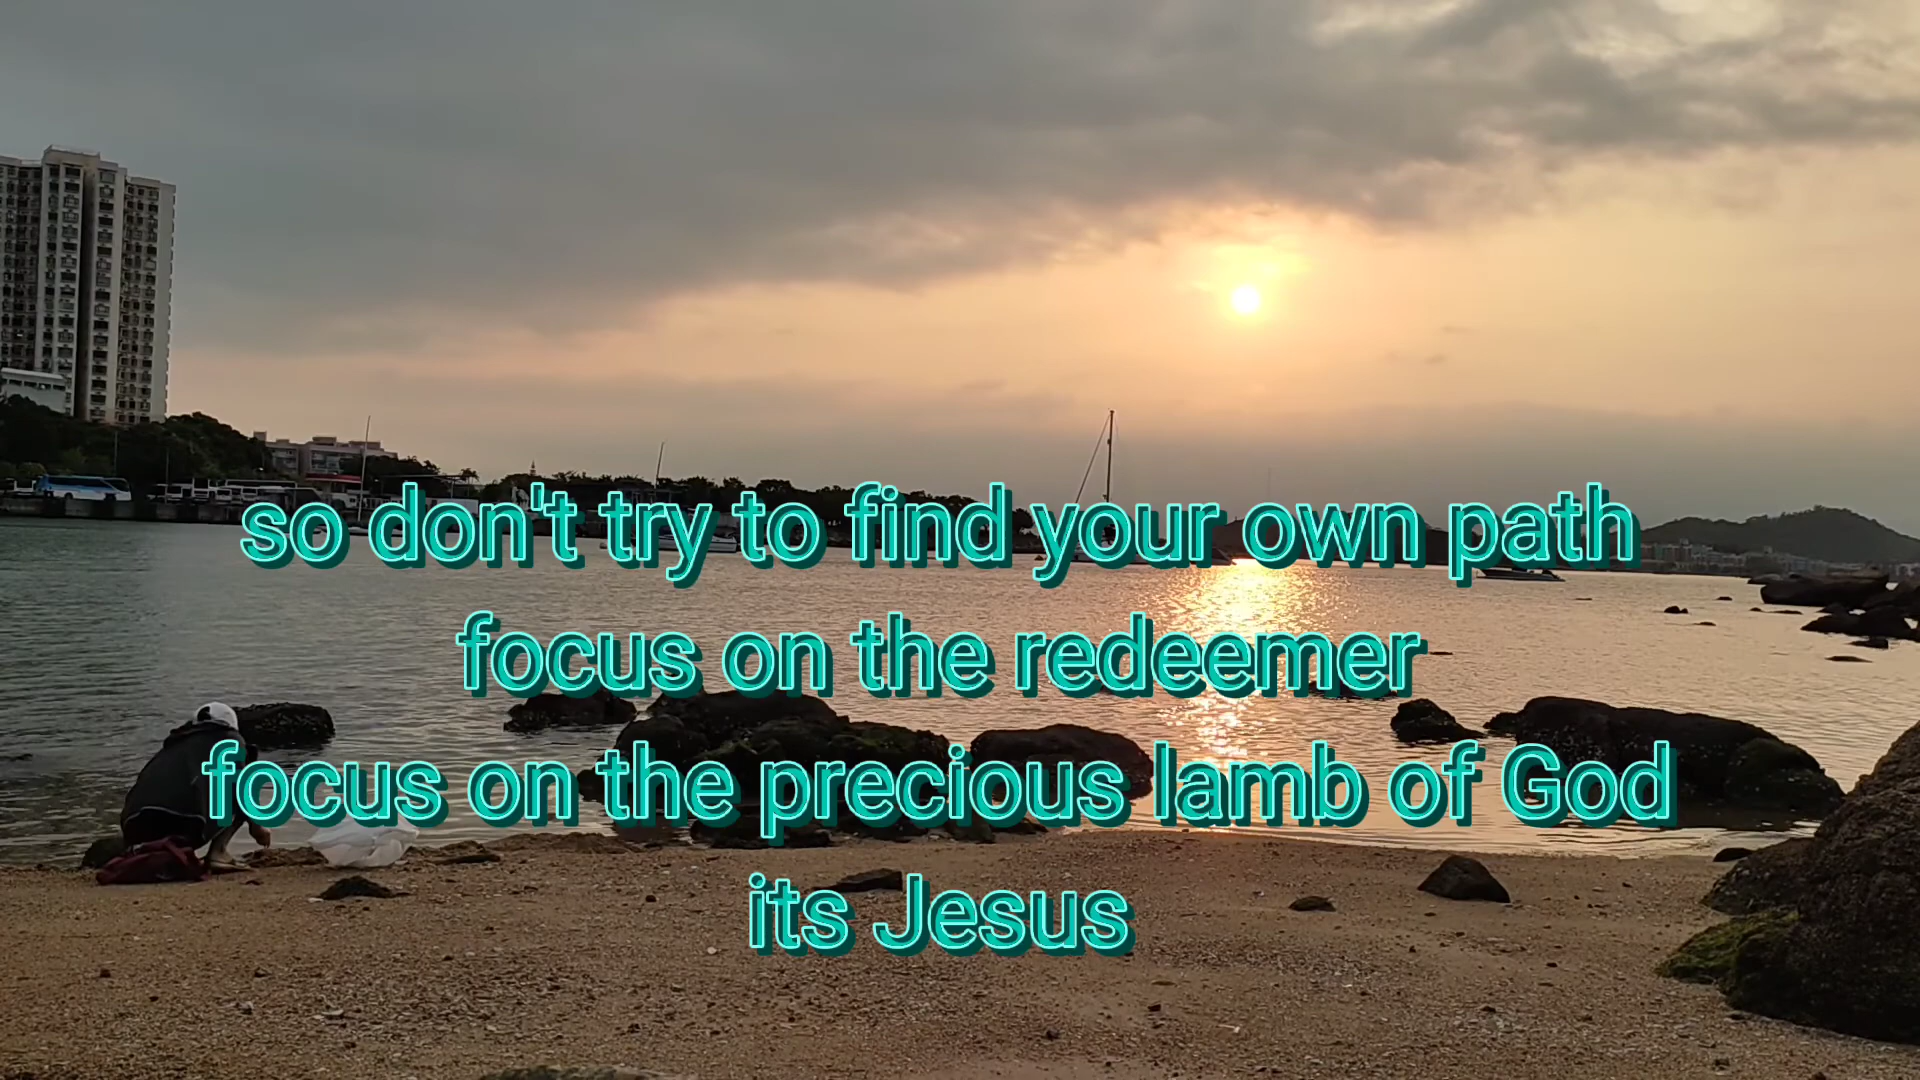 so don't try to find your own path
focus on the redeemer
focus on the precious lamb of God
its Jesus